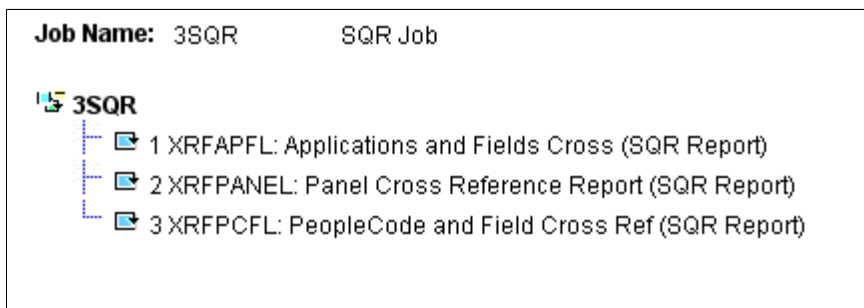 Job Name: 3SQR SQR Job
3SQR
1 XRFAPFL: Applications and Fields Cross (SQR Report)
2 XRFPANEL: Panel Cross Reference Report (SQR Report)
3 XRFPCFL: PeopleCode and Field Cross Ref (SQR Report)